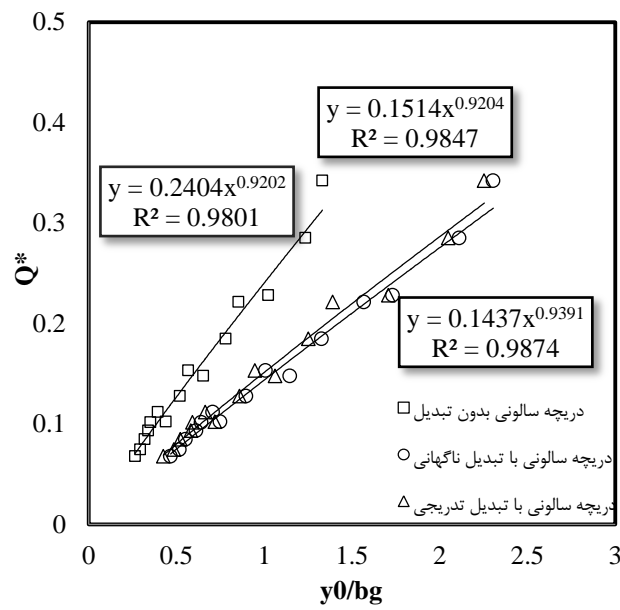 0.5
0.4
0.3
0.2
0.1
0
Q*
y = 0.1514x^0.9204
R² = 0.9847
y = 0.2404x^0.9202
R² = 0.9801
y = 0.1437x^0.9391
R² = 0.9874
دریچه سالونی بدون تبدیل
دریچه سالونی با تبدیل ناگهانی
دریچه سالونی با تبدیل تدریجی
0 0.5 1 1.5 2 2.5 3
y0/bg